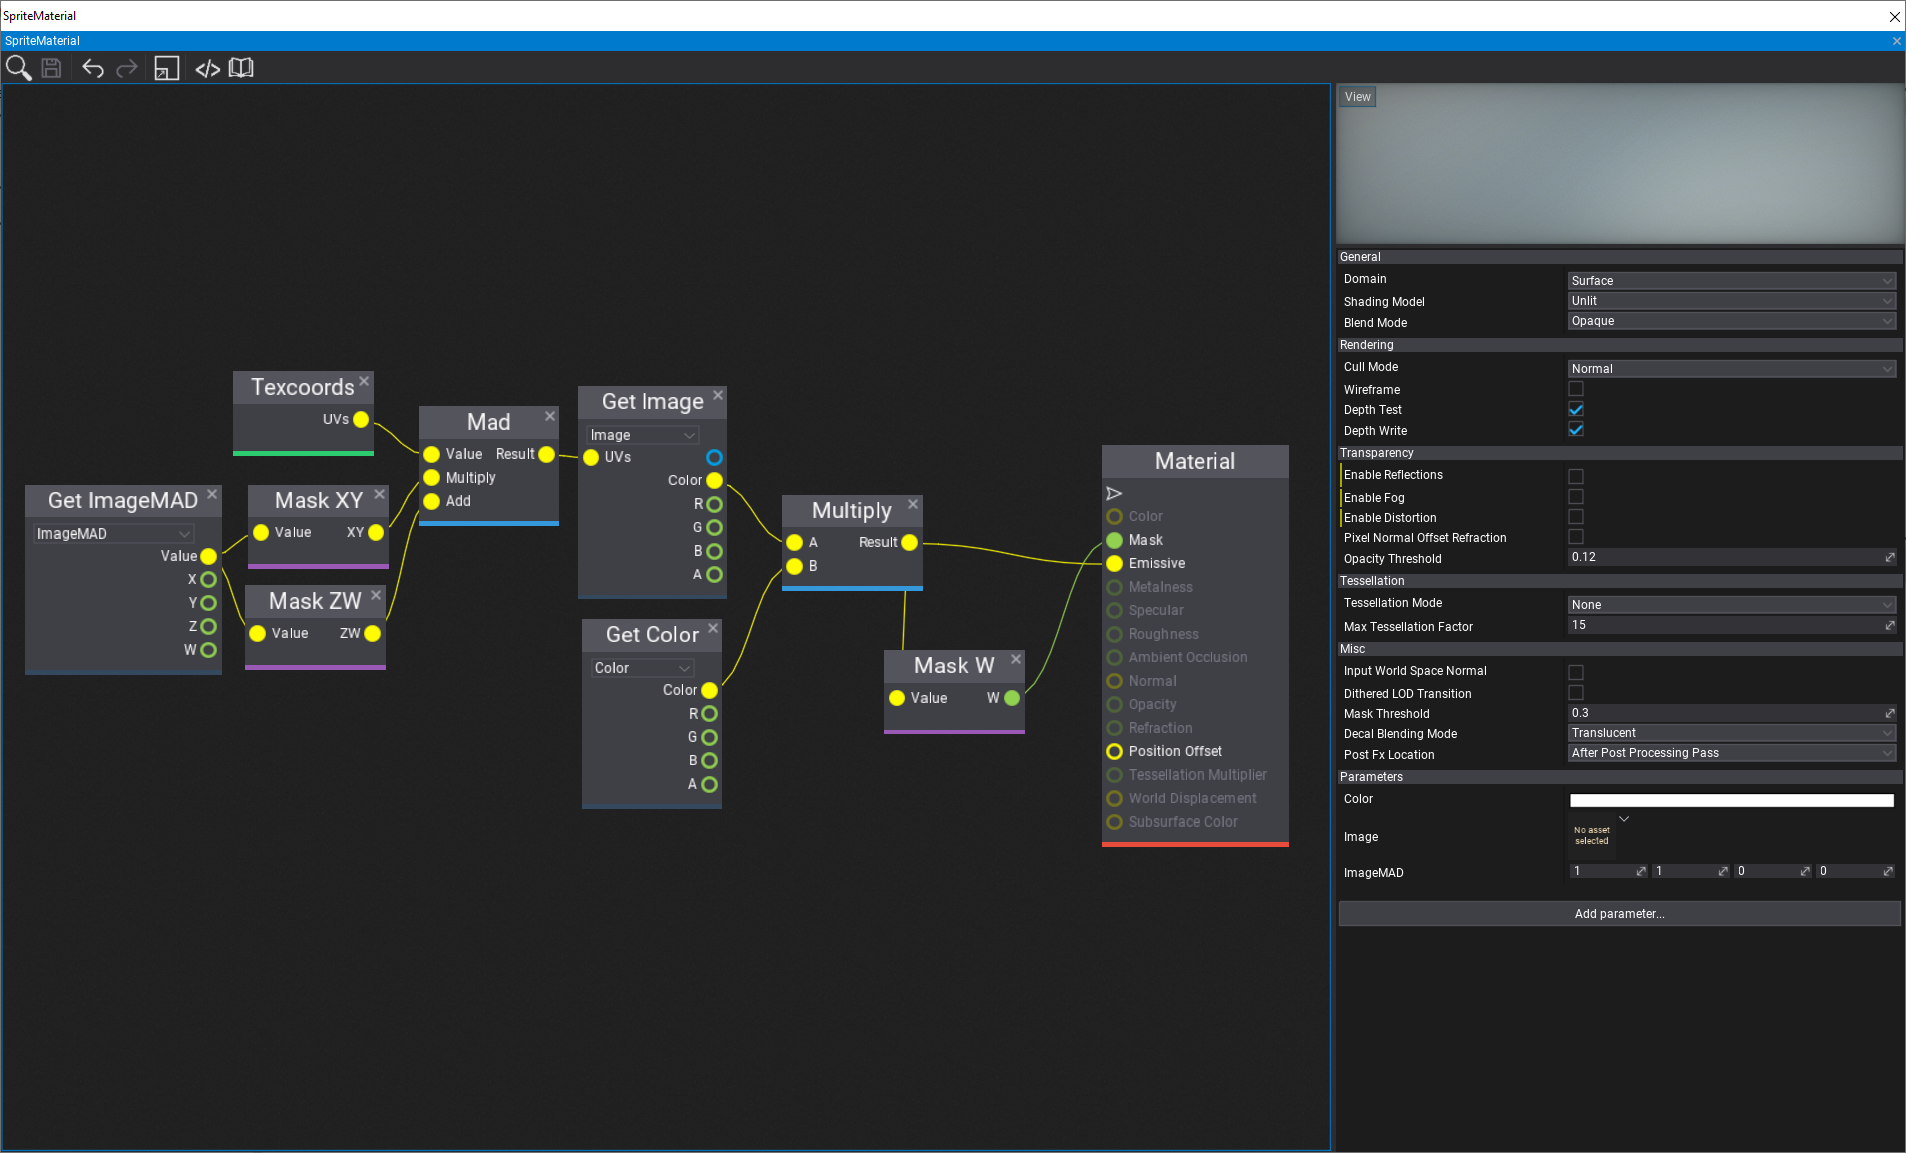 SpriteMaterial
SpriteMaterial
View
Texcoords
UVs
Get ImageMAD
ImageMAD
Value
X
Y
Z
W
Mask XY
Value XY
Mask ZW
Value ZW
Mad
Value Result
Multiply
Add
Get Image
Image
UVs
Color
R
G
B
A
Get Color
Color
Color
R
G
B
A
Multiply
A Result
B
Mask W
Value W
Material
Color
Mask
Emissive
Metalness
Specular
Roughness
Ambient Occlusion
Normal
Opacity
Refraction
Position Offset
Tessellation Multiplier
World Displacement
Subsurface Color
General
Domain Surface
Shading Model Unlit
Blend Mode Opaque
Rendering
Cull Mode Normal
Wireframe
Depth Test
Depth Write
Transparency
Enable Reflections
Enable Fog
Enable Distortion
Pixel Normal Offset Refraction
Opacity Threshold 0.12
Tessellation
Tessellation Mode None
Max Tessellation Factor 15
Misc
Input World Space Normal
Dithered LOD Transition
Mask Threshold 0.3
Decal Blending Mode Translucent
Post Fx Location After Post Processing Pass
Parameters
Color
Image No asset
selected
ImageMAD 1 1 0 0
Add parameter...